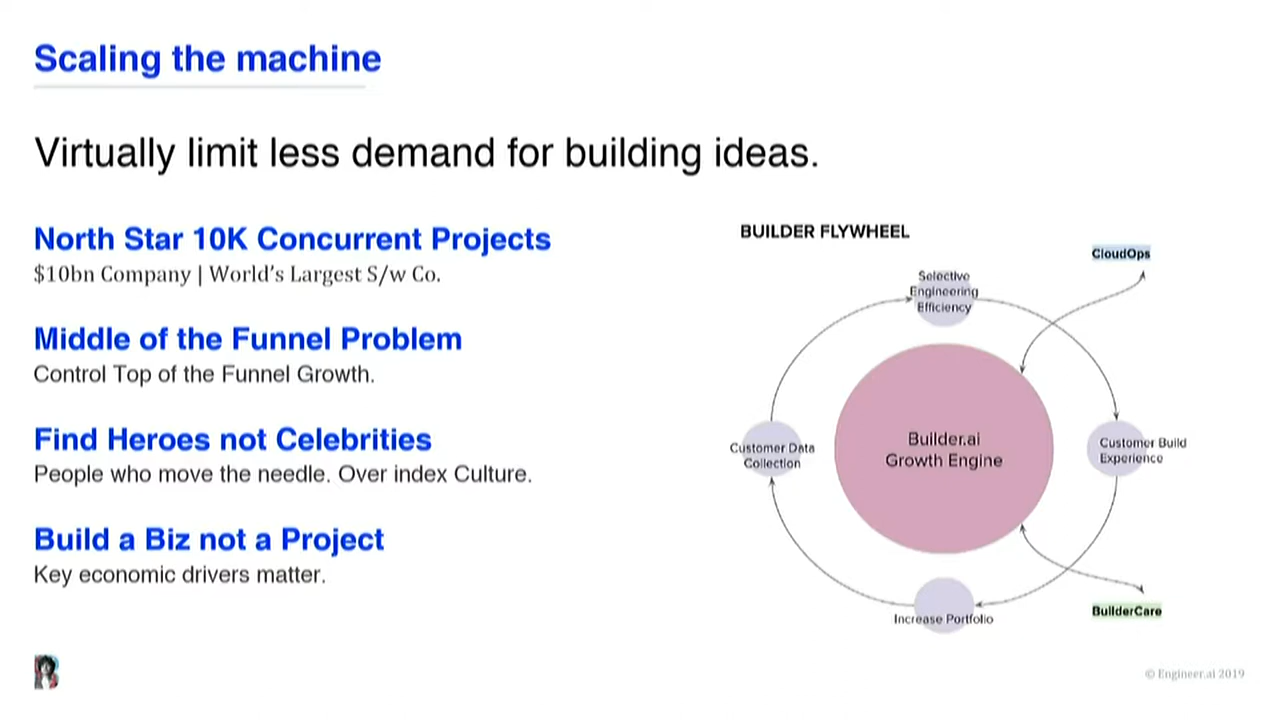 Scaling the machine
Virtually limit less demand for building ideas.
North Star 10K Concurrent Projects
$10bn Company | World’s Largest S/w Co.
Middle of the Funnel Problem
Control Top of the Funnel Growth.
Find Heroes not Celebrities
People who move the needle. Over index Culture.
Build a Biz not a Project
Key economic drivers matter.
BUILDER FLYWHEEL
CloudOps
Selective
Engineering
Efficiency
Customer Data
Collection
Builder.ai
Growth Engine
Customer Build
Experience
Increase Portfolio
BuilderCare
© Engineer.ai 2019